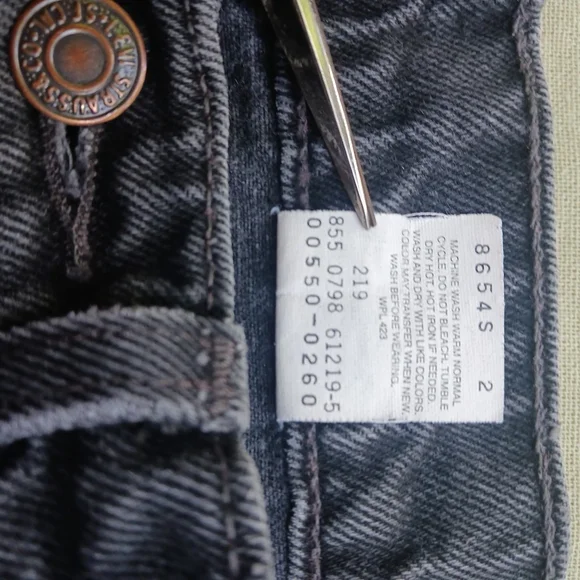 LEVI STRAUSS & CO
8654S 2
MACHINE WASH WARM NORMAL
CYCLE. DO NOT BLEACH. TUMBLE
DRY HOT. HOT IRON IF NEEDED.
WASH AND DRY WITH LIKE COLORS.
COLOR MAY TRANSFER WHEN NEW.
WASH BEFORE WEARING.
WPL 423
219
855 0798 61219-5
00550-0260